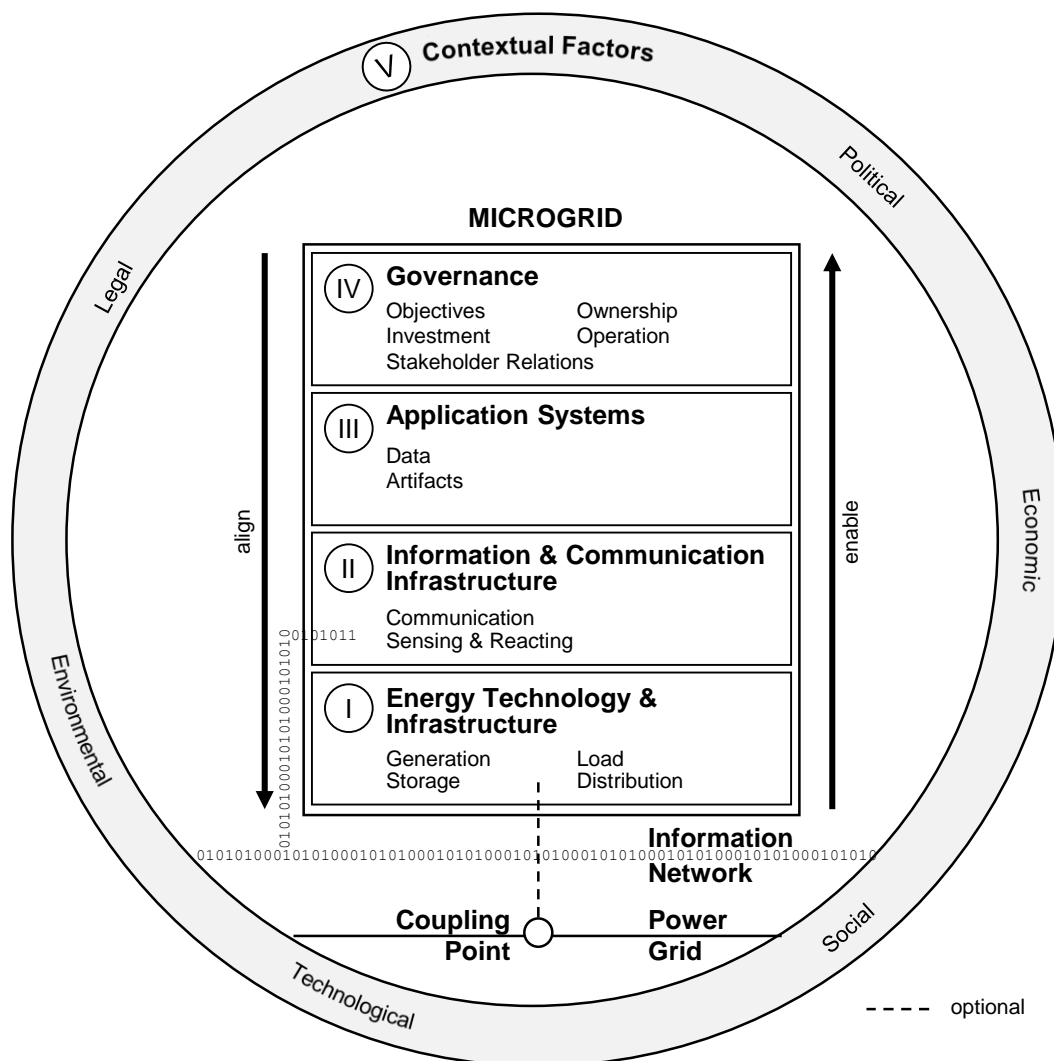 V Contextual Factors
Political
Legal
Economic
Environmental
Social
Technological
MICROGRID
IV Governance
Objectives Ownership
Investment Operation
Stakeholder Relations
III Application Systems
Data
Artifacts
align
enable
II Information & Communication
Infrastructure
Communication
Sensing & Reacting
00101011
I Energy Technology &
Infrastructure
Generation Load
Storage Distribution
Information
Network
Coupling
Point
Power
Grid
optional